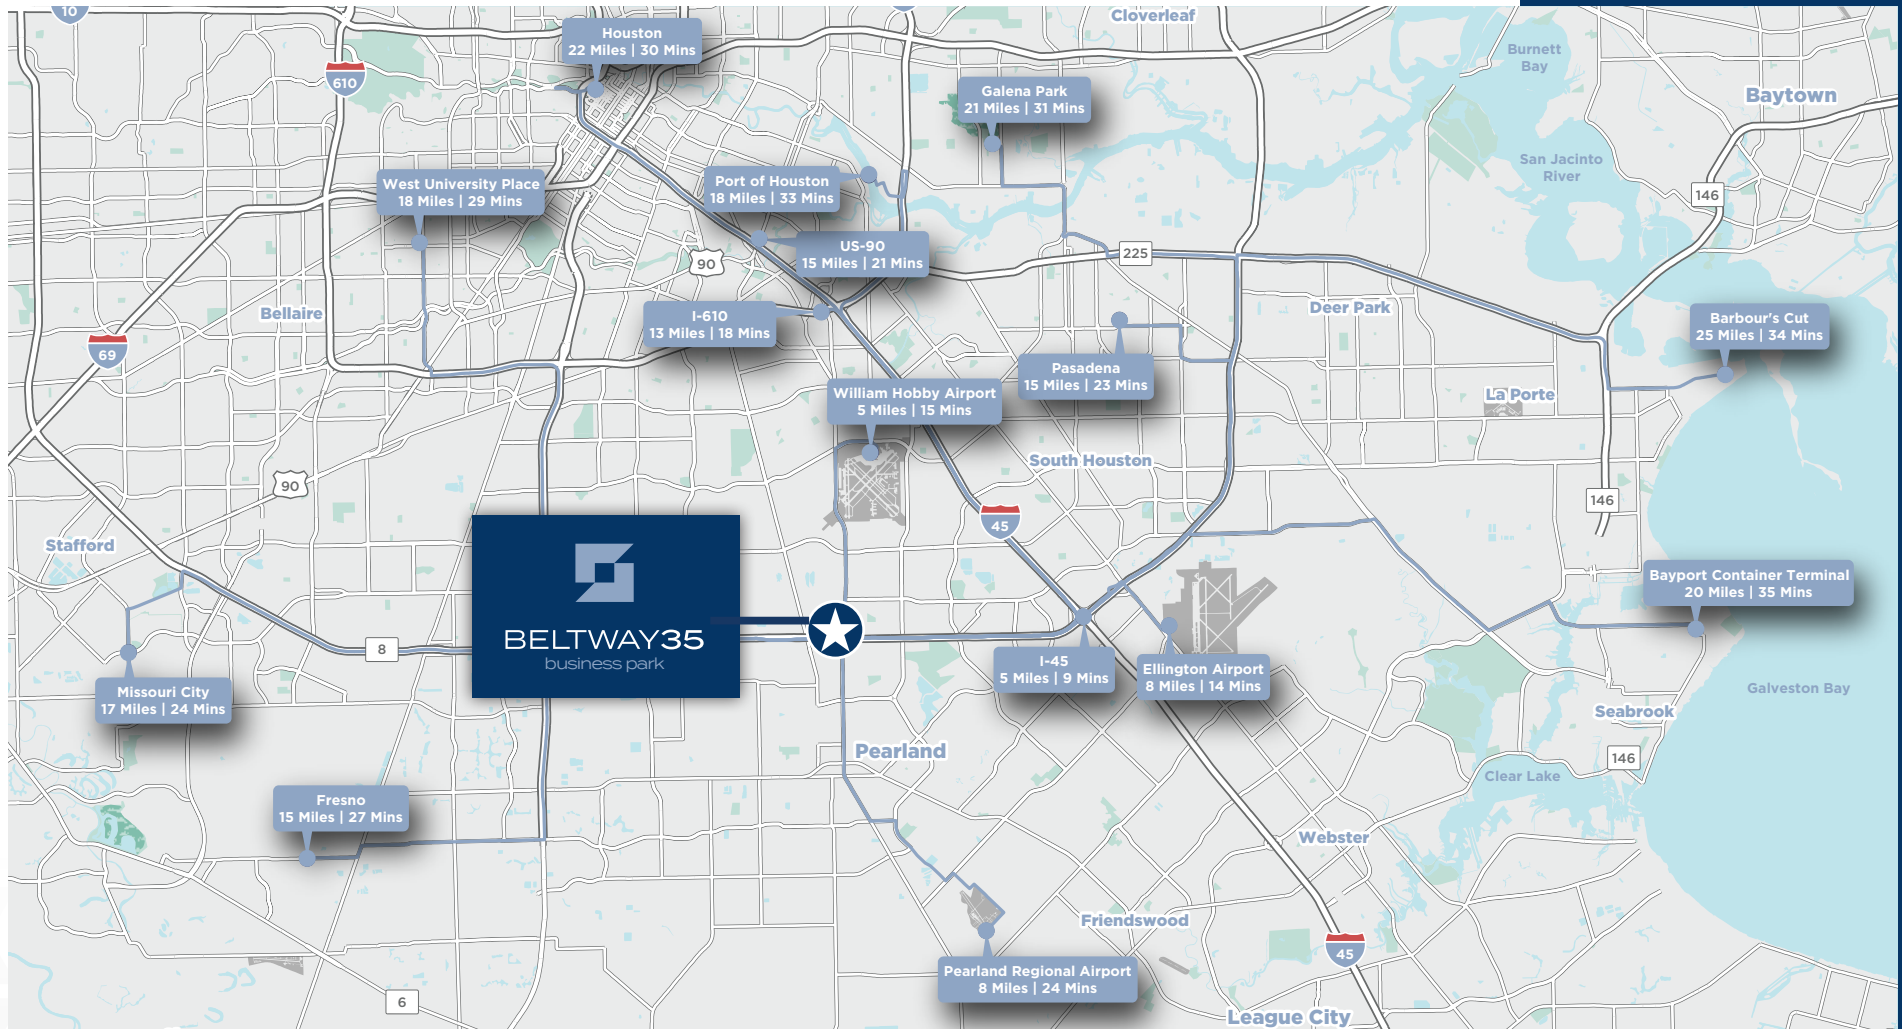 10
Cloverleaf
Houston
22 Miles | 30 Mins
610
Burnett
Bay
Galena Park
21 Miles | 31 Mins
Baytown
San Jacinto
River
West University Place
18 Miles | 29 Mins
Port of Houston
18 Miles | 33 Mins
146
US-90
15 Miles | 21 Mins
90
225
Bellaire
I-610
13 Miles | 18 Mins
Deer Park
Barbour's Cut
25 Miles | 34 Mins
69
Pasadena
15 Miles | 23 Mins
William Hobby Airport
5 Miles | 15 Mins
La Porte
South Houston
90
146
45
Stafford
Bayport Container Terminal
20 Miles | 35 Mins
BELTWAY35
business park
8
I-45
5 Miles | 9 Mins
Ellington Airport
8 Miles | 14 Mins
Missouri City
17 Miles | 24 Mins
Galveston Bay
Seabrook
Pearland
146
Clear Lake
Fresno
15 Miles | 27 Mins
Webster
Friendswood
45
Pearland Regional Airport
8 Miles | 24 Mins
6
League City